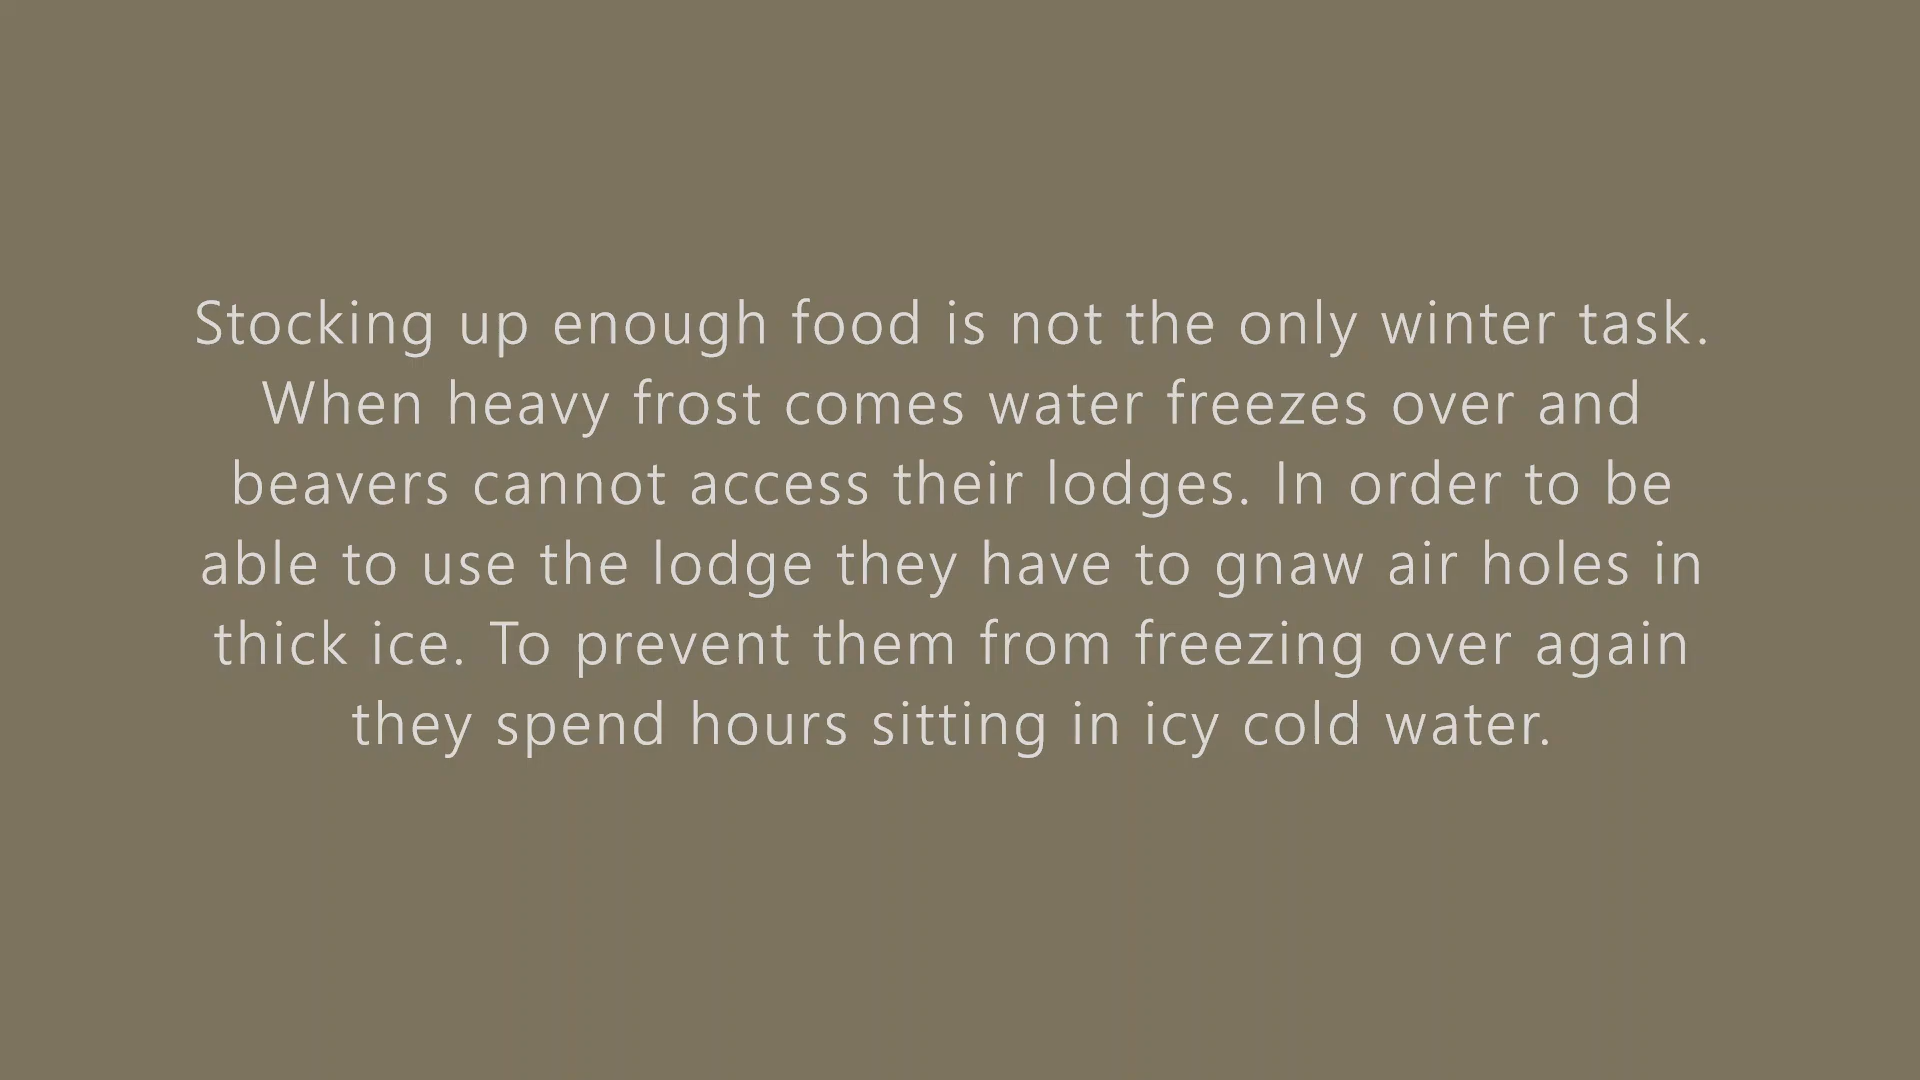 Stocking up enough food is not the only winter task.
When heavy frost comes water freezes over and
beavers cannot access their lodges. In order to be
able to use the lodge they have to gnaw air holes in
thick ice. To prevent them from freezing over again
they spend hours sitting in icy cold water.